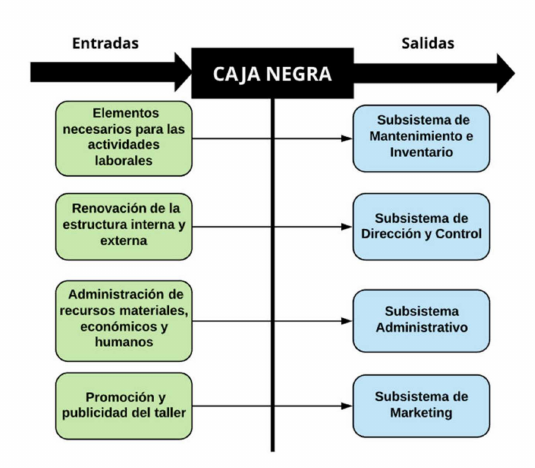 Entradas
Salidas
CAJA NEGRA
Elementos
necesarios para las
actividades
laborales
Subsistema de
Mantenimiento e
Inventario
Renovación de la
estructura interna y
externa
Subsistema de
Dirección y Control
Administración de
recursos materiales,
económicos y
humanos
Subsistema
Administrativo
Promoción y
publicidad del taller
Subsistema de
Marketing